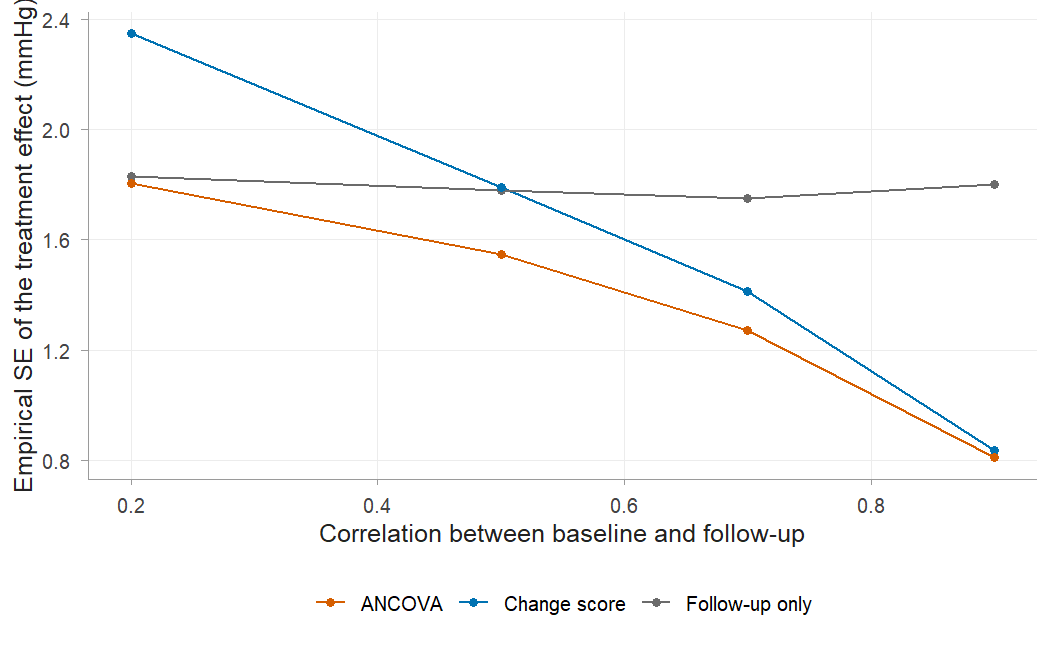 Empirical SE of the treatment effect (mmHg)
2.4
2.0
1.6
1.2
0.8
0.2 0.4 0.6 0.8
Correlation between baseline and follow-up
ANCOVA Change score Follow-up only